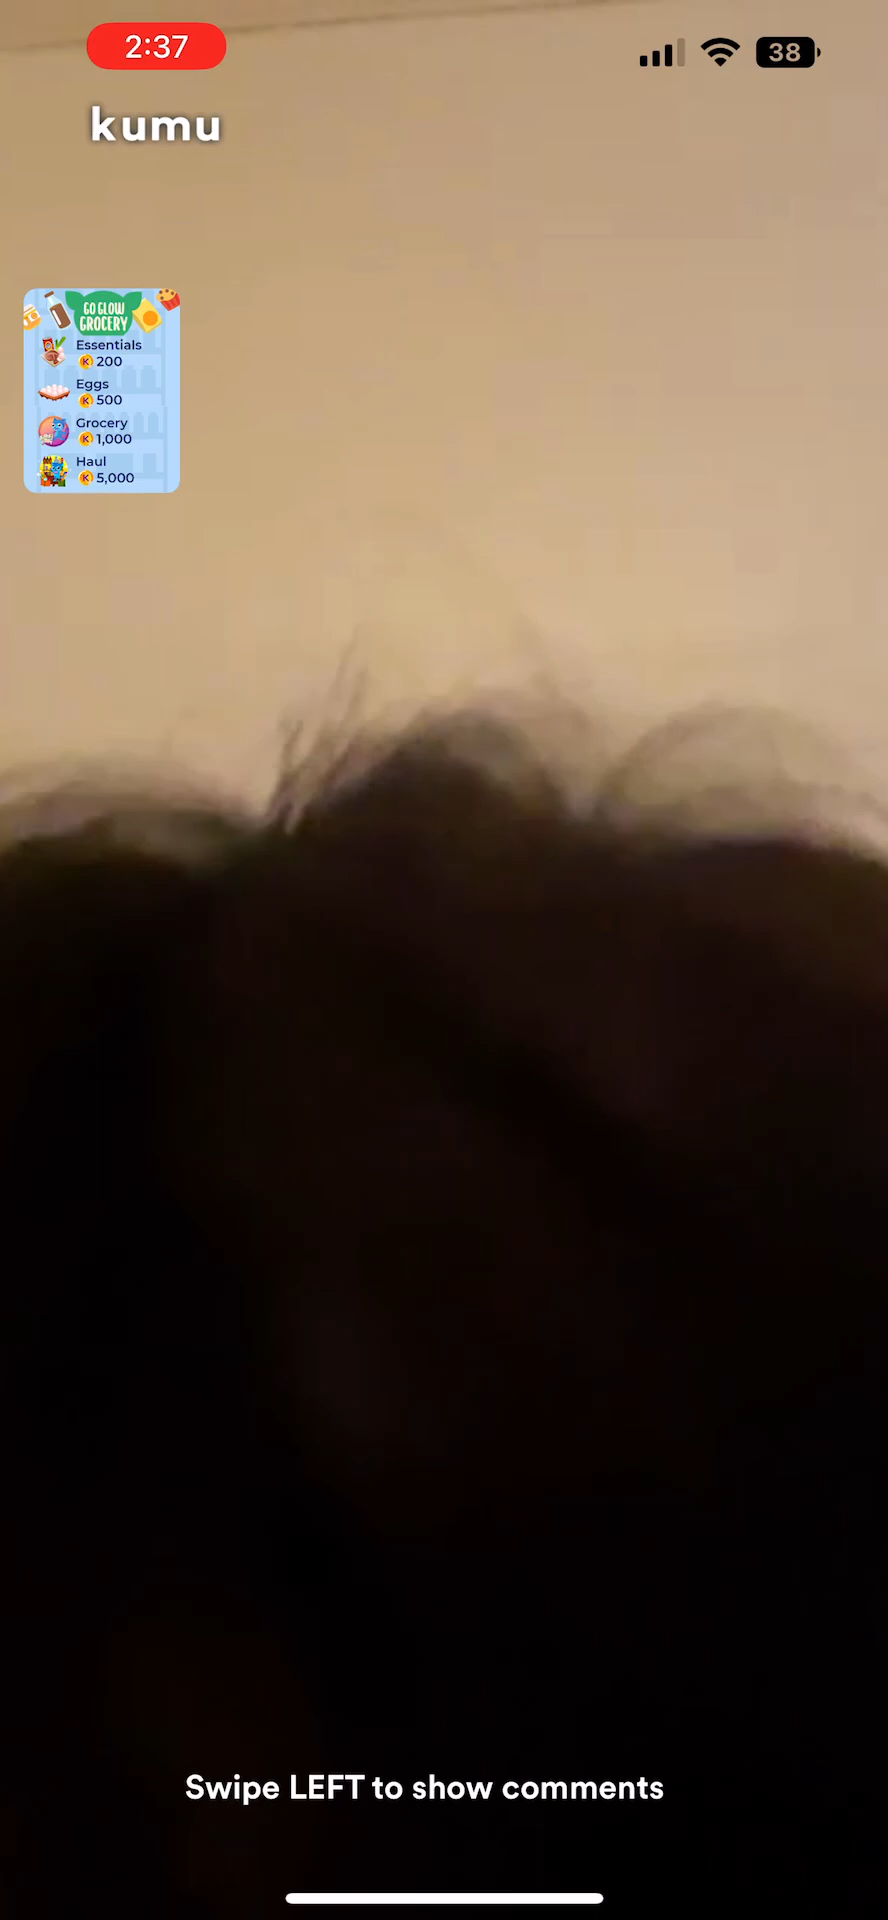 2:37
38
kumu
GO GLOW
GROCERY
Essentials
K 200
Eggs
K 500
Grocery
K 1,000
Haul
K 5,000
Swipe LEFT to show comments